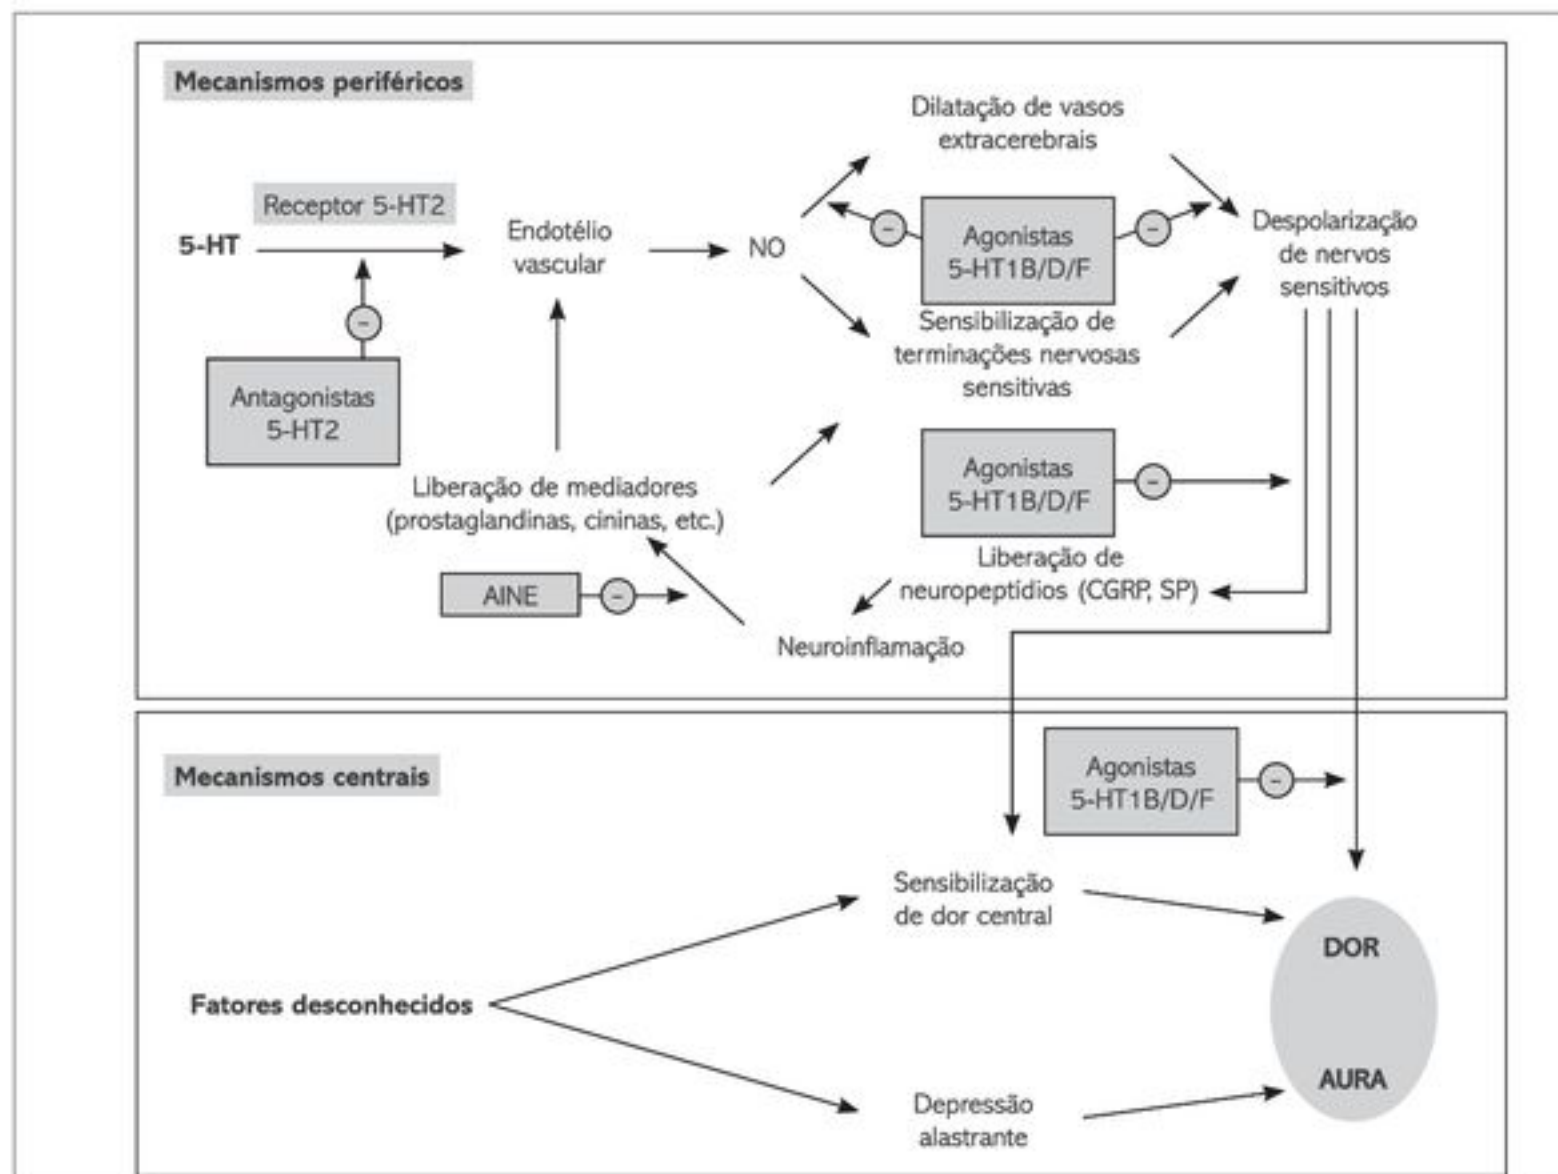 Mecanismos periféricos
Dilatação de vasos
extracerebrais
Receptor 5-HT2
5-HT
Endotélio
vascular
NO
–
Agonistas
5-HT1B/D/F
–
Despolarização
de nervos
sensitivos
–
Antagonistas
5-HT2
Sensibilização de
terminações nervosas
sensitivas
Liberação de mediadores
(prostaglandinas, cininas, etc.)
Agonistas
5-HT1B/D/F
–
AINE
–
Liberação de
neuropeptídios (CGRP, SP)
Neuroinflamação
Mecanismos centrais
Agonistas
5-HT1B/D/F
–
Sensibilização
de dor central
DOR
Fatores desconhecidos
AURA
Depressão
alastrante